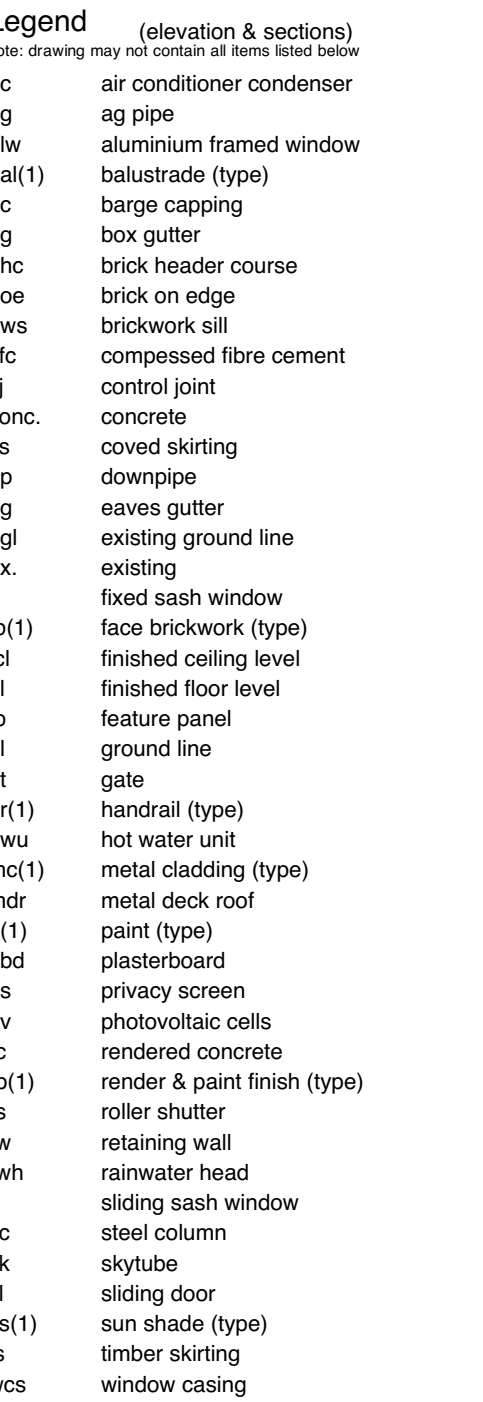 Legend (elevation & sections)
ote: drawing may not contain all items listed below
c air conditioner condenser
g ag pipe
lw aluminium framed window
al(1) balustrade (type)
c barge capping
g box gutter
hc brick header course
oe brick on edge
ws brickwork sill
fc compessed fibre cement
j control joint
onc. concrete
s coved skirting
p downpipe
g eaves gutter
gl existing ground line
x. existing
fixed sash window
o(1) face brickwork (type)
cl finished ceiling level
l finished floor level
o feature panel
l ground line
t gate
r(1) handrail (type)
wu hot water unit
nc(1) metal cladding (type)
ndr metal deck roof
(1) paint (type)
bd plasterboard
s privacy screen
v photovoltaic cells
c rendered concrete
o(1) render & paint finish (type)
s roller shutter
w retaining wall
wh rainwater head
sliding sash window
c steel column
k skytube
l sliding door
s(1) sun shade (type)
s timber skirting
vcs window casing